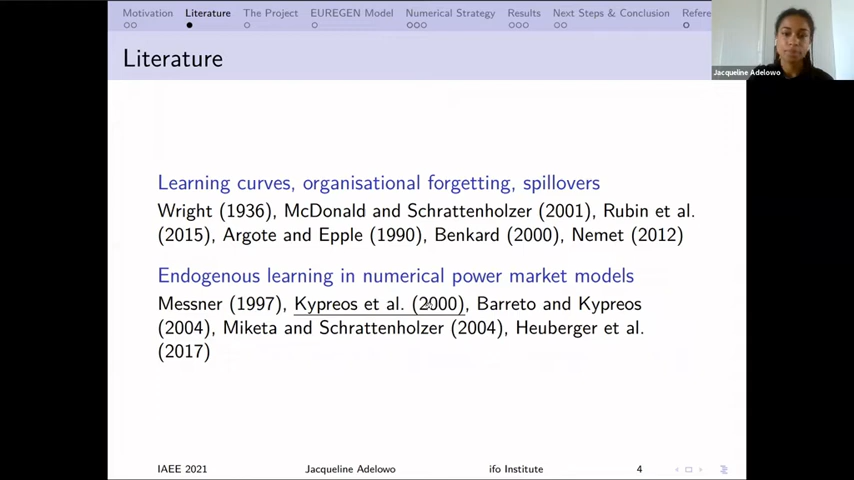 Motivation Literature The Project EUREGEN Model Numerical Strategy Results Next Steps & Conclusion Refere
Literature
Jacqueline Adelowo
Learning curves, organisational forgetting, spillovers
Wright (1936), McDonald and Schrattenholzer (2001), Rubin et al.
(2015), Argote and Epple (1990), Benkard (2000), Nemet (2012)
Endogenous learning in numerical power market models
Messner (1997), Kypreos et al. (2000), Barreto and Kypreos
(2004), Miketa and Schrattenholzer (2004), Heuberger et al.
(2017)
IAEE 2021 Jacqueline Adelowo ifo Institute 4